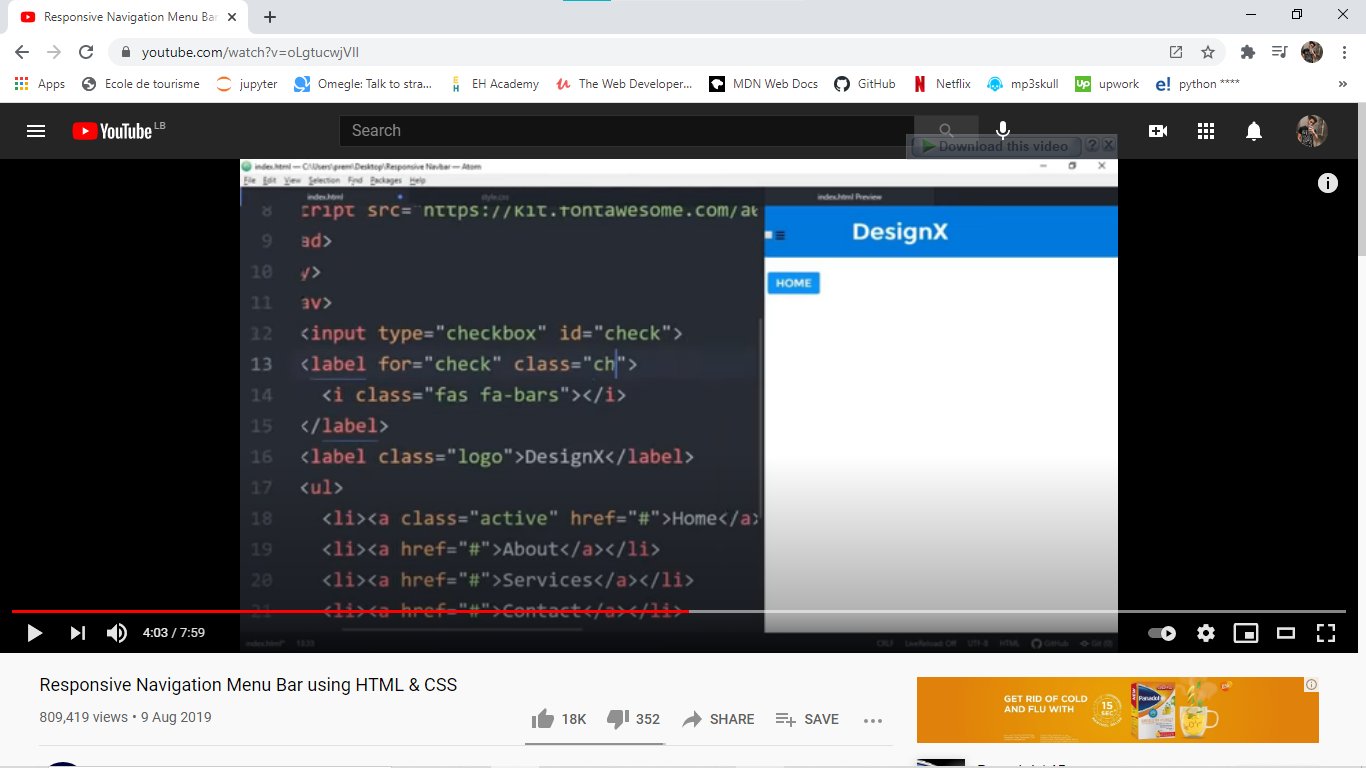 Responsive Navigation Menu Bar
youtube.com/watch?v=oLgtucwjVII
Apps Ecole de tourisme jupyter Omegle: Talk to stra... EH Academy The Web Developer... MDN Web Docs GitHub Netflix mp3skull upwork python **** »
YouTube LB
Search
Download this video
index.html — C:\Users\prem\Desktop\Responsive Navbar — Atom
File Edit View Selection Find Packages Help
index.html style.css index.html Preview
8 cript src="https://kit.fontawesome.com/a
9 ad>
10 y>
11 av>
12 <input type="checkbox" id="check">
13 <label for="check" class="ch">
14 <i class="fas fa-bars"></i>
15 </label>
16 <label class="logo">DesignX</label>
17 <ul>
18 <li><a class="active" href="#">Home</a>
19 <li><a href="#">About</a></li>
20 <li><a href="#">Services</a></li>
21 <li><a href="#">Contact</a></li>
DesignX
HOME
index.html* 13:33 CRLF LiveReload: Off UTF-8 HTML GitHub Git (0)
4:03 / 7:59
Responsive Navigation Menu Bar using HTML & CSS
809,419 views • 9 Aug 2019
18K 352 SHARE SAVE ...
GET RID OF COLD
AND FLU WITH
15
SEC
NEW
Panadol